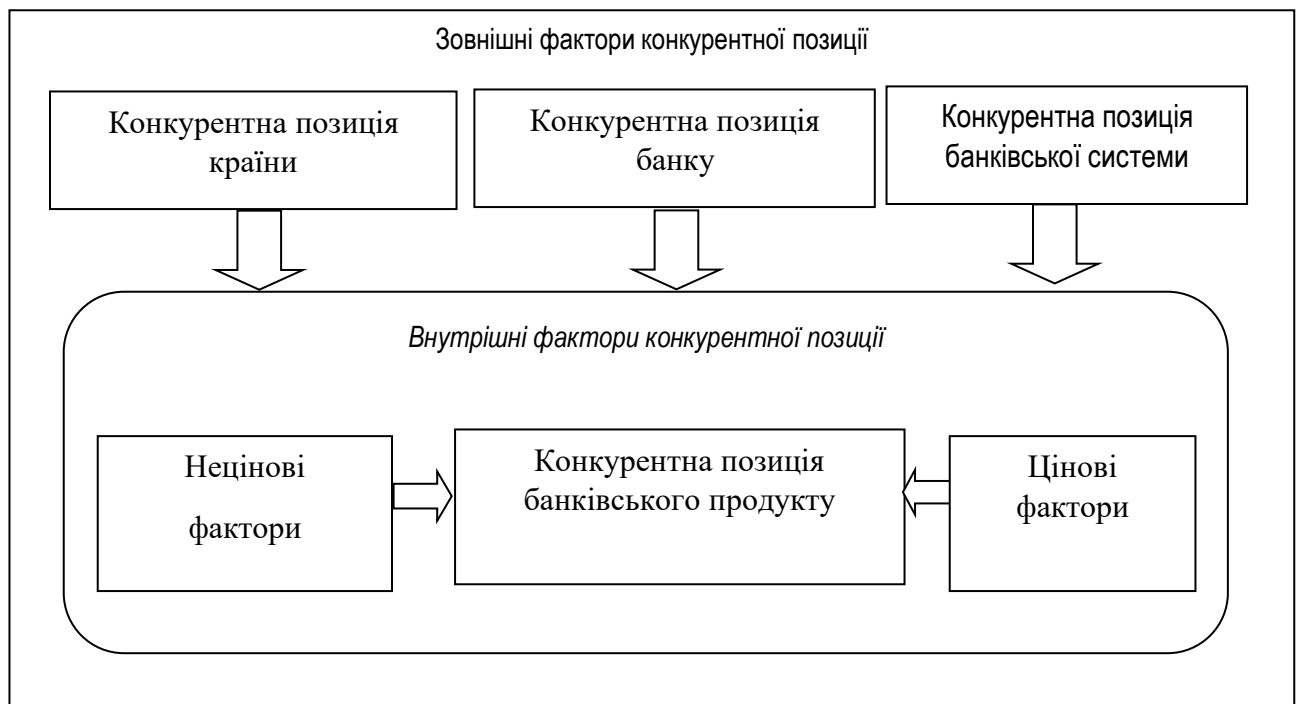 Зовнішні фактори конкурентної позиції
Конкурентна позиція
країни
Конкурентна позиція
банку
Конкурентна позиція
банківської системи
Внутрішні фактори конкурентної позиції
Нецінові
фактори
Конкурентна позиція
банківського продукту
Цінові
фактори